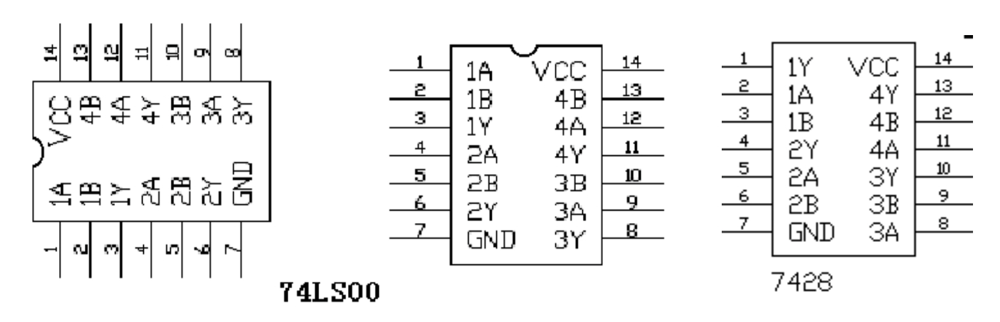 14 13 12 11 10 9 8
VCC 4B 4A 4Y 3B 3A 3Y
1A 1B 1Y 2A 2B 2Y GND
1 2 3 4 5 6 7
74LS00
1 1A VCC 14
2 1B 4B 13
3 1Y 4A 12
4 2A 4Y 11
5 2B 3B 10
6 2Y 3A 9
7 GND 3Y 8
1 1Y VCC 14
2 1A 4Y 13
3 1B 4B 12
4 2Y 4A 11
5 2A 3Y 10
6 2B 3B 9
7 GND 3A 8
7428